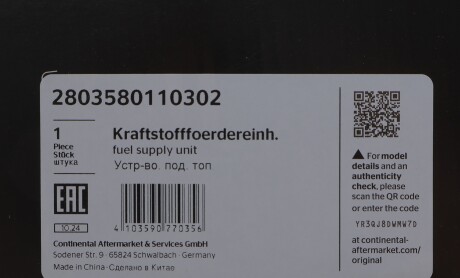 2803580110302
1
Piece
Stück
штука
Kraftstofffoerdereinh.
fuel supply unit
Устр-во. под. топ
EAC
10.24
4 103590 770356
For model
details and an
authenticity
check, please
scan the QR code
or enter the code
YR3QJ8DWMW7D
at continental-
aftermarket.com/
original
Continental Aftermarket & Services GmbH
Sodener Str. 9 · 65824 Schwalbach · Germany
Made in China · Сделано в Китае